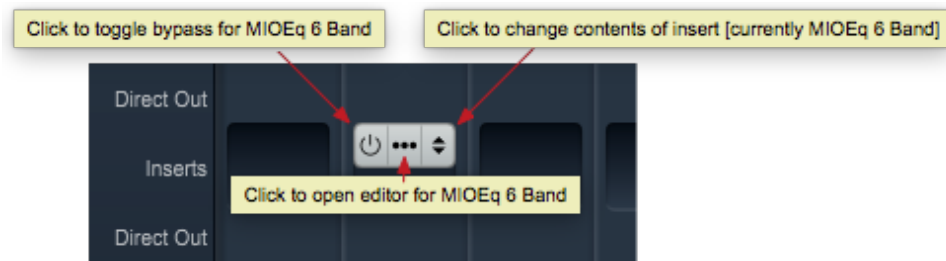 Click to toggle bypass for MIOEq 6 Band
Click to change contents of insert [currently MIOEq 6 Band]
Direct Out
Inserts
Click to open editor for MIOEq 6 Band
Direct Out